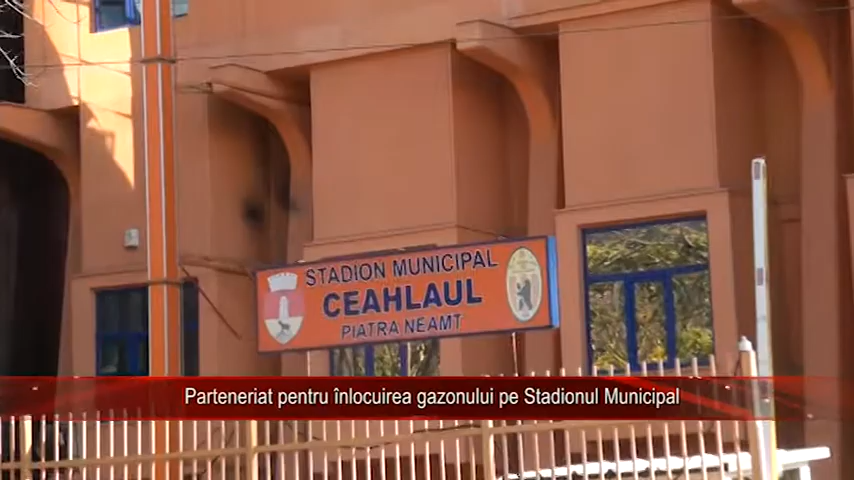 STADION MUNICIPAL
CEAHLAUL
PIATRA NEAMT
Parteneriat pentru înlocuirea gazonului pe Stadionul Municipal